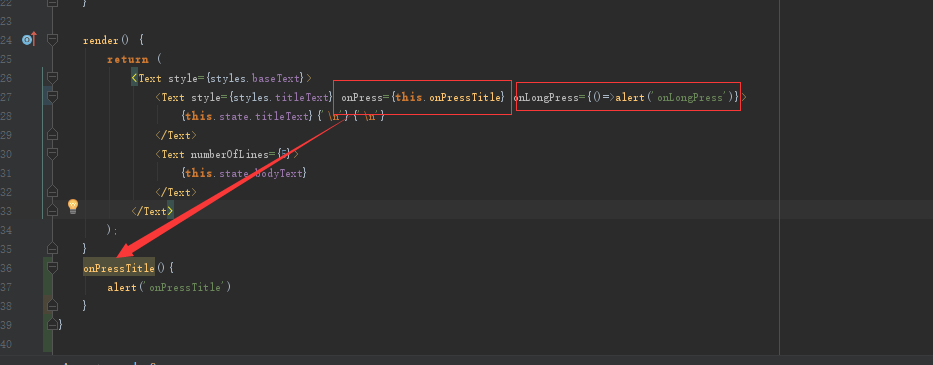 22 }
23
24 render() {
25 return (
26 <Text style={styles.baseText}>
27 <Text style={styles.titleText} onPress={this.onPressTitle} onLongPress={()=>alert('onLongPress')}>
28 {this.state.titleText}{'\n'}{'\n'}
29 </Text>
30 <Text numberOfLines={5}>
31 {this.state.bodyText}
32 </Text>
33 </Text>
34 );
35 }
36 onPressTitle(){
37 alert('onPressTitle')
38 }
39 }
40